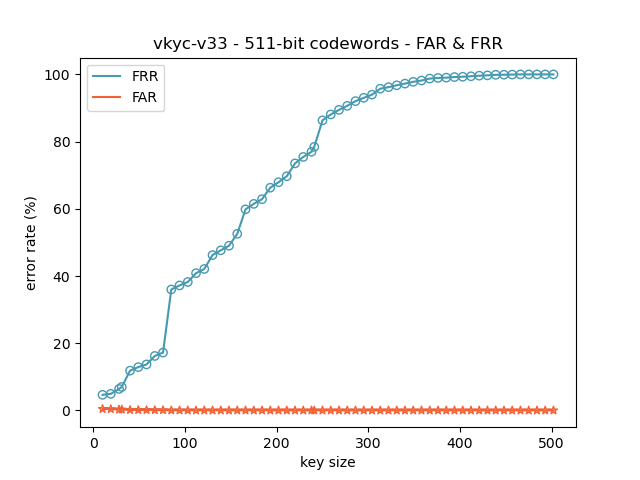 vkyc-v33 - 511-bit codewords - FAR & FRR
FRR
FAR
100
80
60
40
20
0
error rate (%)
0 100 200 300 400 500
key size